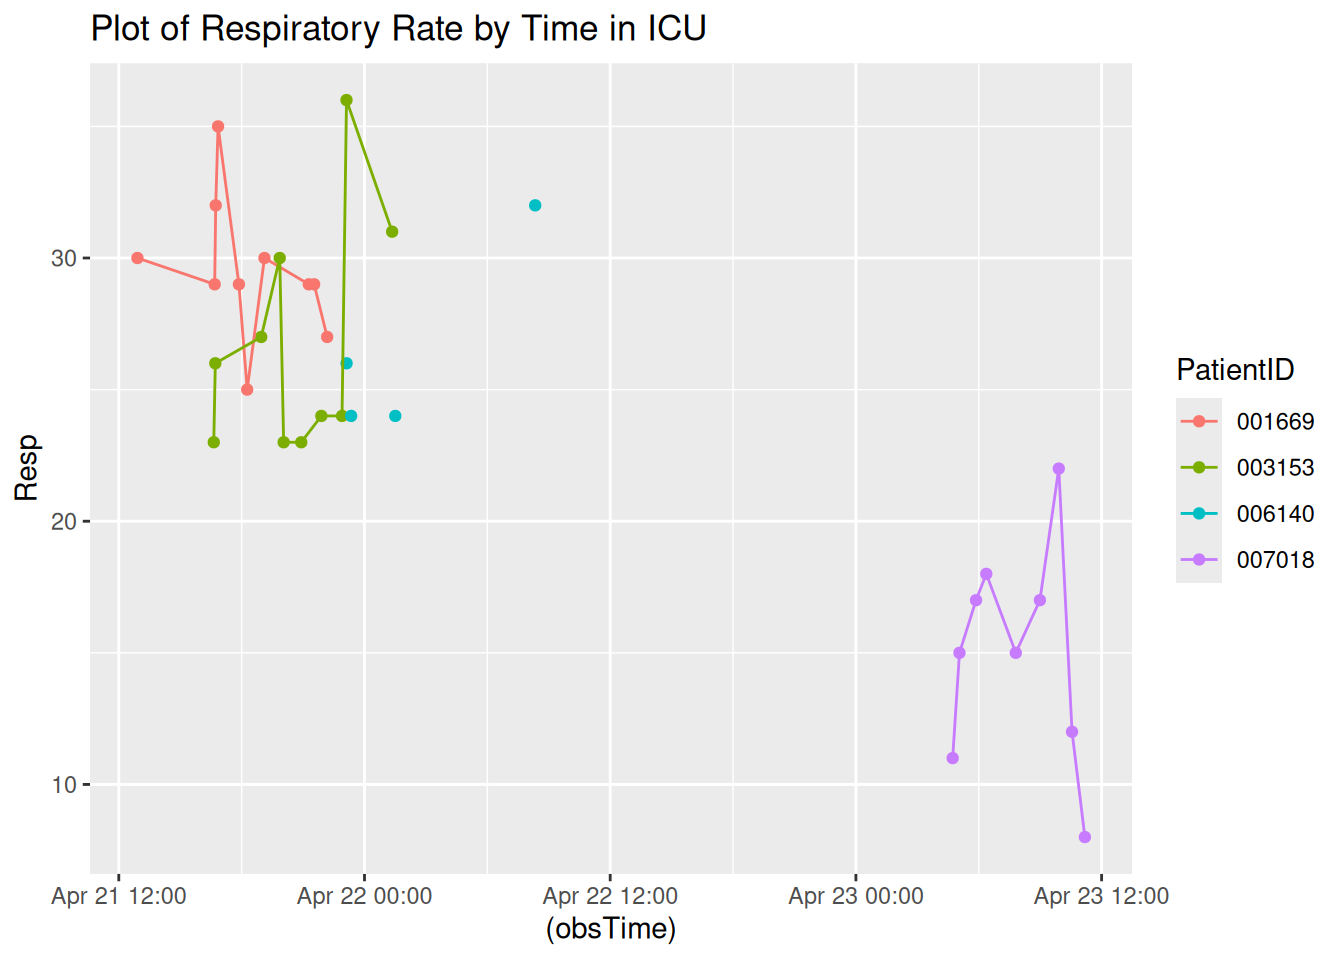 Plot of Respiratory Rate by Time in ICU
Resp
30
20
10
Apr 21 12:00
Apr 22 00:00
Apr 22 12:00
Apr 23 00:00
Apr 23 12:00
(obsTime)
PatientID
001669
003153
006140
007018